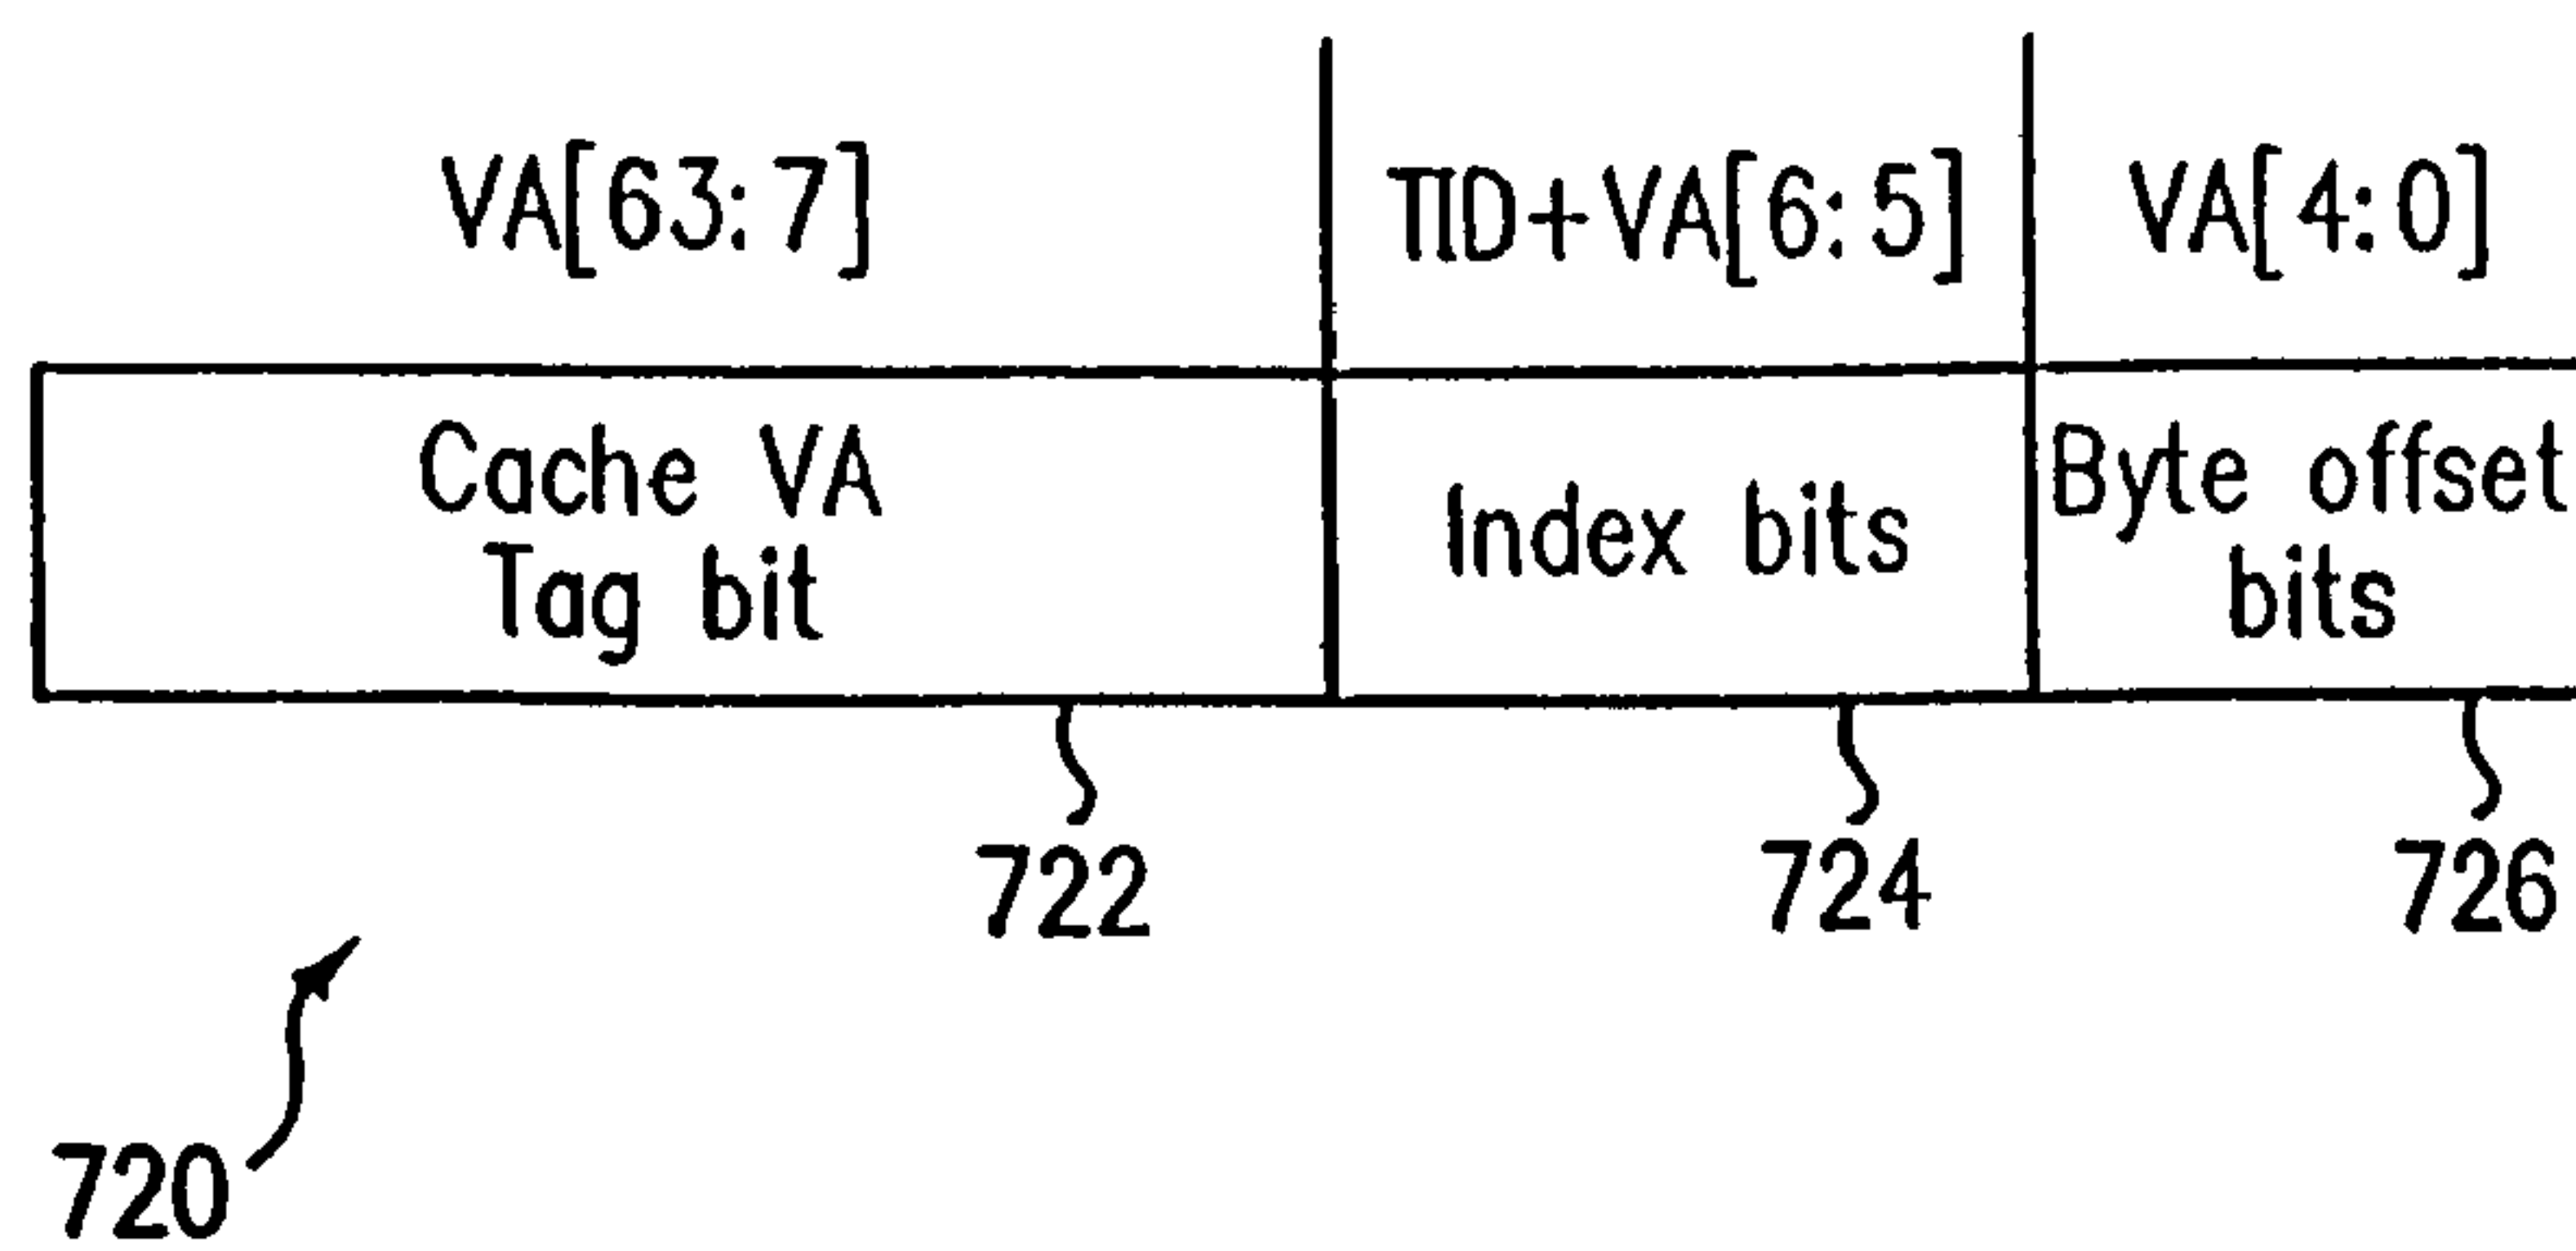 VA[63:7]
TID+VA[6:5]
VA[4:0]
Cache VA
Tag bit
Index bits
Byte offset
bits
722
724
726
720